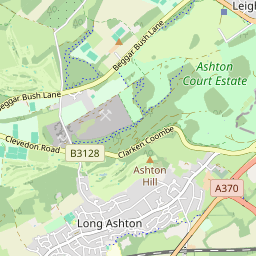 Leigh
Beggar Bush Lane
Ashton
Court Estate
Beggar Bush Lane
Clevedon Road
B3128
Clarken Coombe
Ashton
Hill
A370
Long Ashton